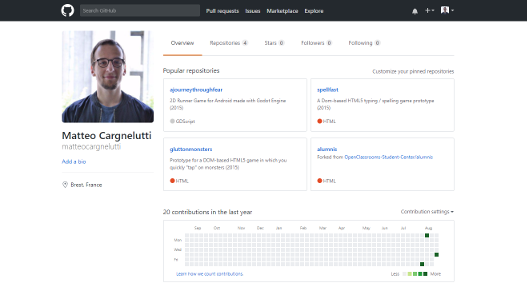 Search GitHub
Pull requests Issues Marketplace Explore
Overview Repositories 4 Stars 0 Followers 0 Following 0
Popular repositories
Customize your pinned repositories
ajourneythroughfear
2D Runner Game for Android made with Godot Engine
(2015)
GDScript
spellfast
A Dom-based HTML5 typing / spelling game prototype
(2015)
HTML
gluttonmonsters
Prototype for a DOM-based HTML5 game in which you
quickly "tap" on monsters (2015)
HTML
alumnis
Forked from OpenClassrooms-Student-Center/alumnis
HTML
Matteo Cargnelutti
matteocargnelutti
Add a bio
Brest, France
20 contributions in the last year
Contribution settings
Sep Oct Nov Dec Jan Feb Mar Apr May Jun Jul Aug
Mon
Wed
Fri
Learn how we count contributions.
Less More